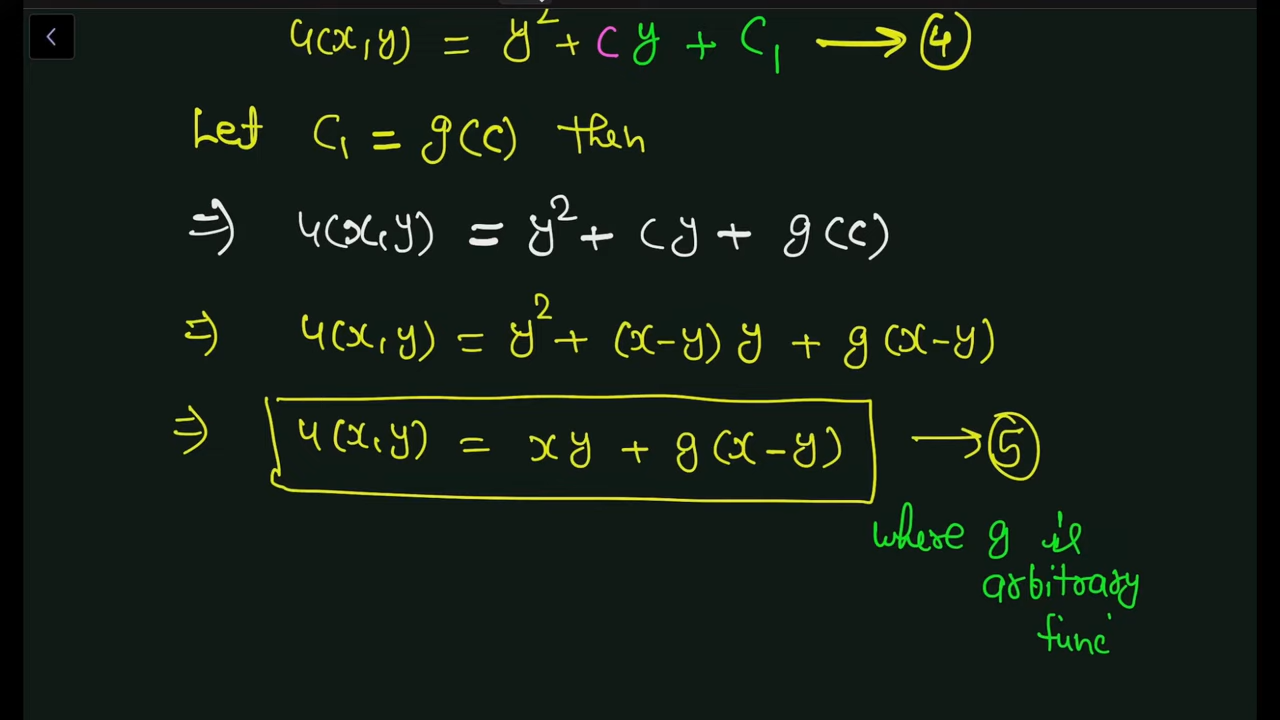 u(x,y) = y² + cy + C₁ → ④
Let C₁ = g(c) then
⇒ u(x,y) = y² + cy + g(c)
⇒ u(x,y) = y² + (x-y)y + g(x-y)
⇒ u(x,y) = xy + g(x-y) → ⑤
where g is
arbitrary
func